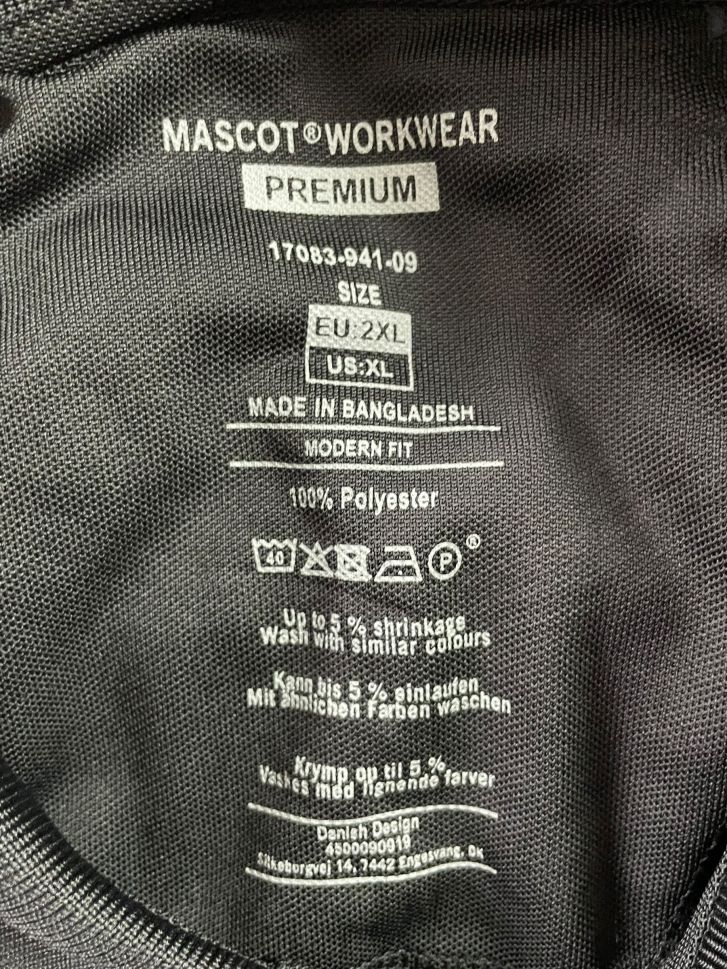 MASCOT® WORKWEAR
PREMIUM
17083-941-09
SIZE
EU:2XL
US:XL
MADE IN BANGLADESH
MODERN FIT
100% Polyester
40 P ®
Up to 5 % shrinkage
Wash with similar colours
Kann bis 5 % einlaufen
Mit ähnlichen Farben waschen
Krymp op til 5 %
Vaskes med lignende farver
Danish Design
4500090919
Silkeborgvej 14, 7442 Engesvang, DK